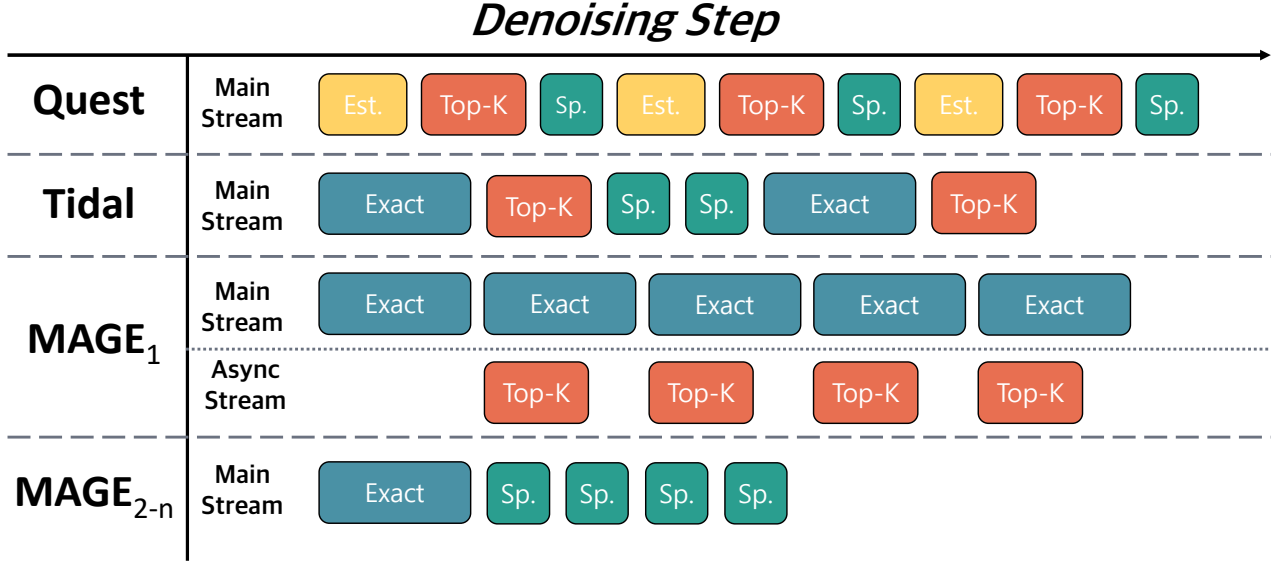 Denoising Step
Quest
Main
Stream
Est. Top-K Sp. Est. Top-K Sp. Est. Top-K Sp.
Tidal
Main
Stream
Exact Top-K Sp. Sp. Exact Top-K
MAGE1
Main
Stream
Exact Exact Exact Exact Exact
Async
Stream
Top-K Top-K Top-K Top-K
MAGE2-n
Main
Stream
Exact Sp. Sp. Sp. Sp.